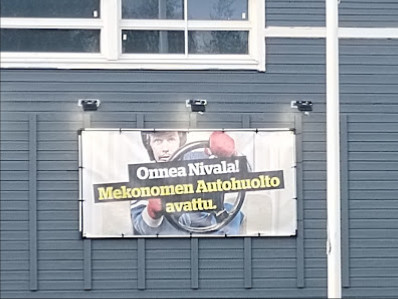 Onnea Nivala!
Mekonomen Autohuolto
avattu.